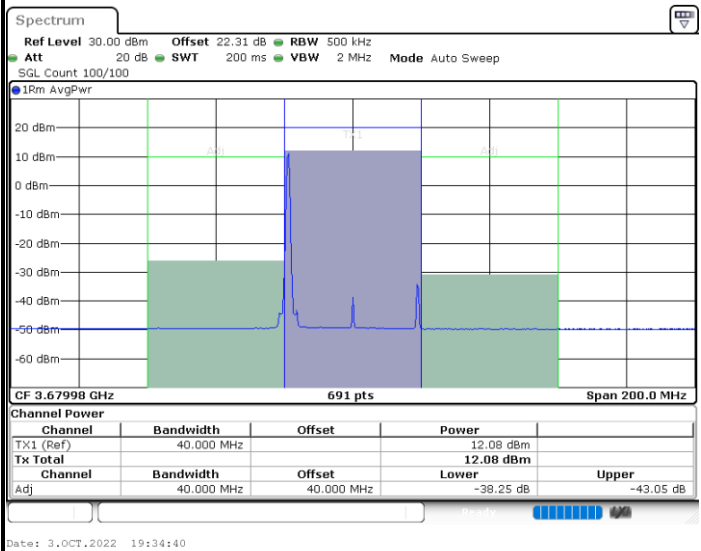 Spectrum
Ref Level 30.00 dBm Offset 22.31 dB RBW 500 kHz
Att 20 dB SWT 200 ms VBW 2 MHz Mode Auto Sweep
SGL Count 100/100
1Rm AvgPwr
20 dBm
TX1
10 dBm
Adj Adj
0 dBm
-10 dBm
-20 dBm
-30 dBm
-40 dBm
-50 dBm
-60 dBm
CF 3.67998 GHz 691 pts Span 200.0 MHz
Channel Power
Channel Bandwidth Offset Power
TX1 (Ref) 40.000 MHz 12.08 dBm
Tx Total 12.08 dBm
Channel Bandwidth Offset Lower Upper
Adj 40.000 MHz 40.000 MHz -38.25 dB -43.05 dB
Ready
Date: 3.OCT.2022 19:34:40